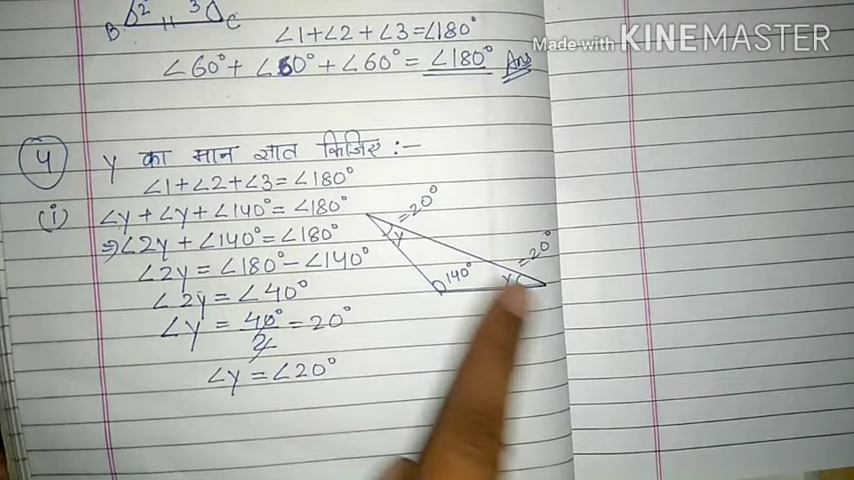 2 3
B H C
∠1+∠2+∠3=∠180°
∠60°+∠60°+∠60°=∠180° Ans
Made with KINEMASTER
4 Y का मान ज्ञात किजिए :-
∠1+∠2+∠3=∠180°
(i) ∠y+∠y+∠140°=∠180°
⇒∠2y+∠140°=∠180°
∠2y=∠180°-∠140°
∠2y=∠40°
∠y=40°/2=20°
∠y=∠20°
=20°
y
=20°
140° y